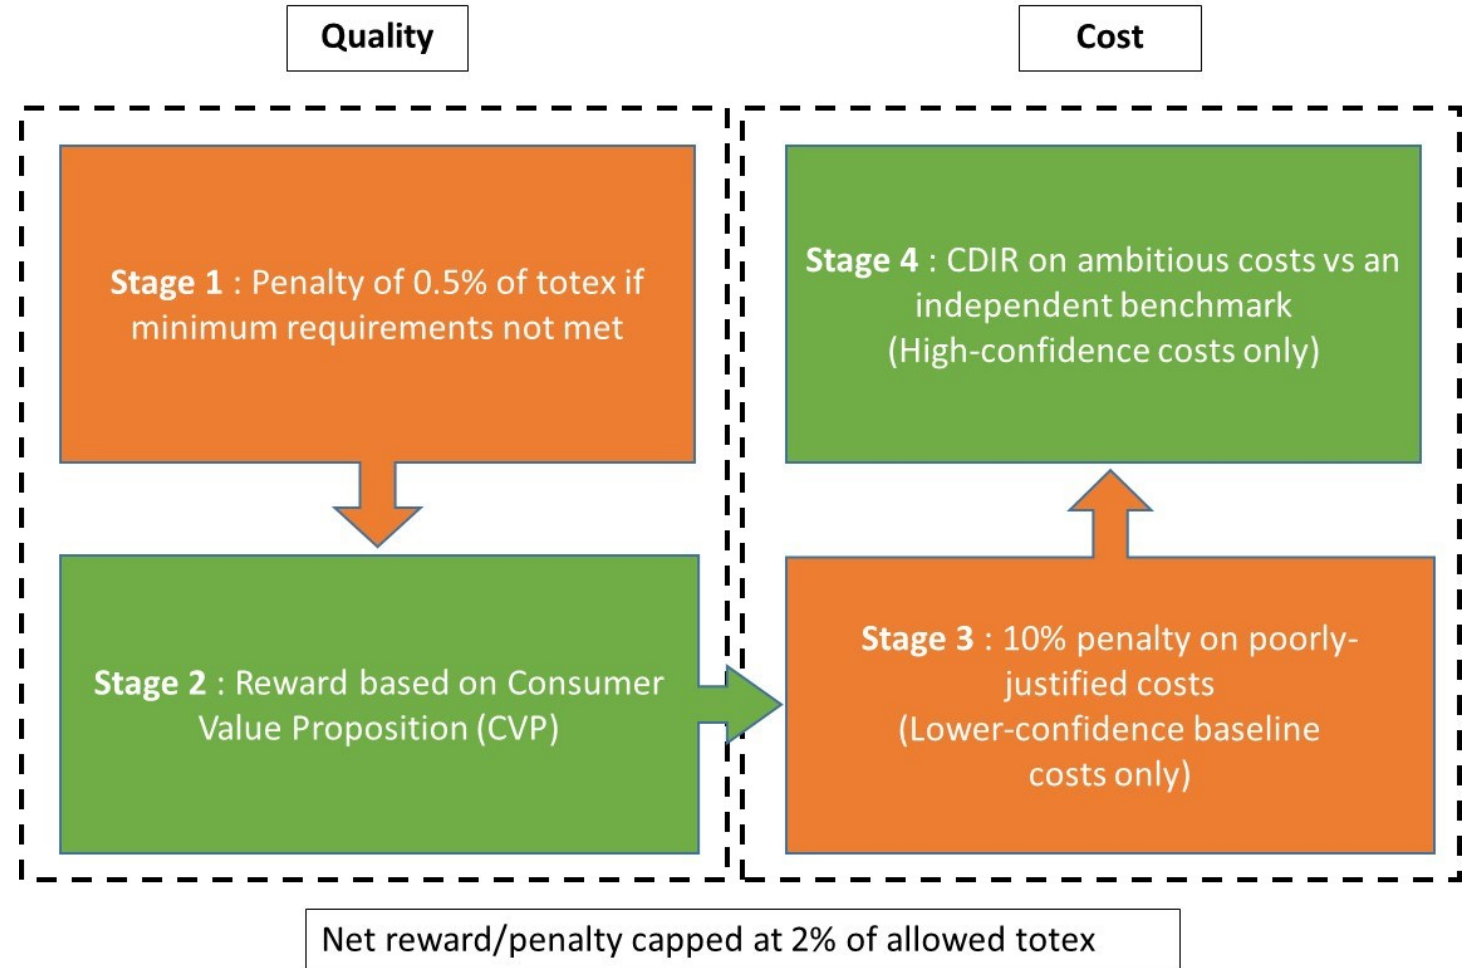 Quality
Cost
Stage 1 : Penalty of 0.5% of totex if
minimum requirements not met
Stage 2 : Reward based on Consumer
Value Proposition (CVP)
Stage 3 : 10% penalty on poorly-
justified costs
(Lower-confidence baseline
costs only)
Stage 4 : CDIR on ambitious costs vs an
independent benchmark
(High-confidence costs only)
Net reward/penalty capped at 2% of allowed totex